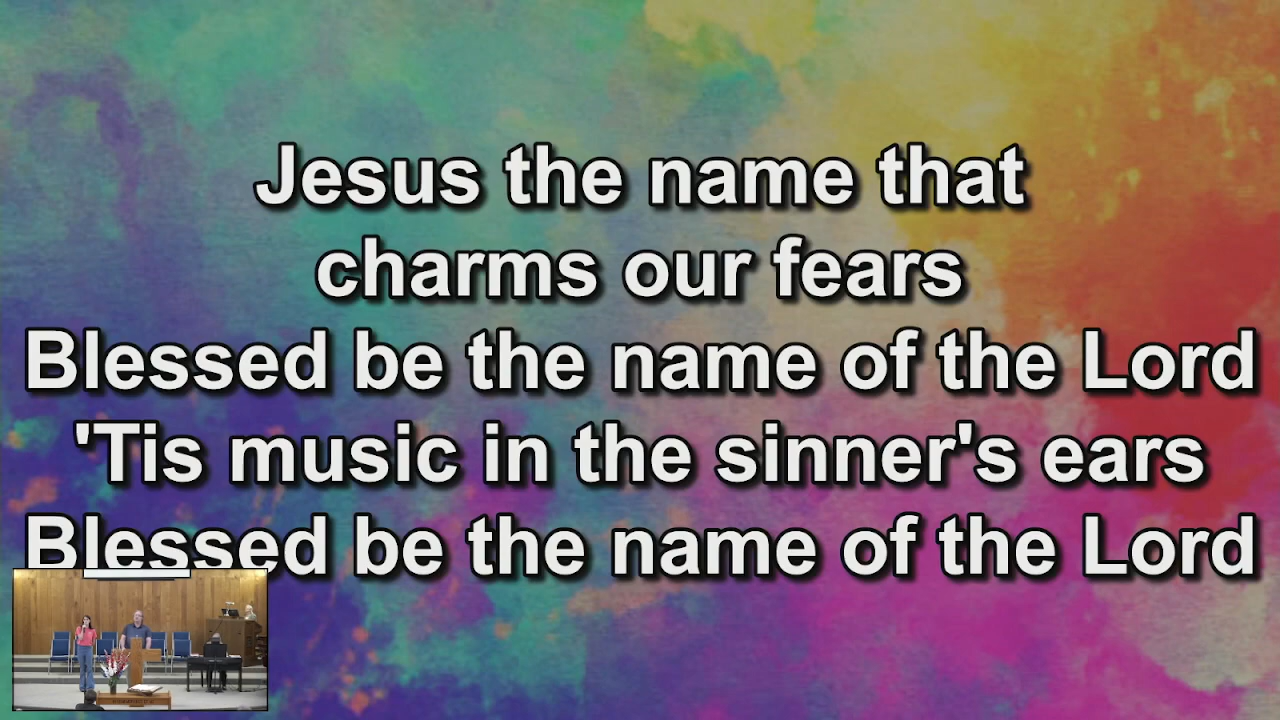 Jesus the name that
charms our fears
Blessed be the name of the Lord
'Tis music in the sinner's ears
Blessed be the name of the Lord